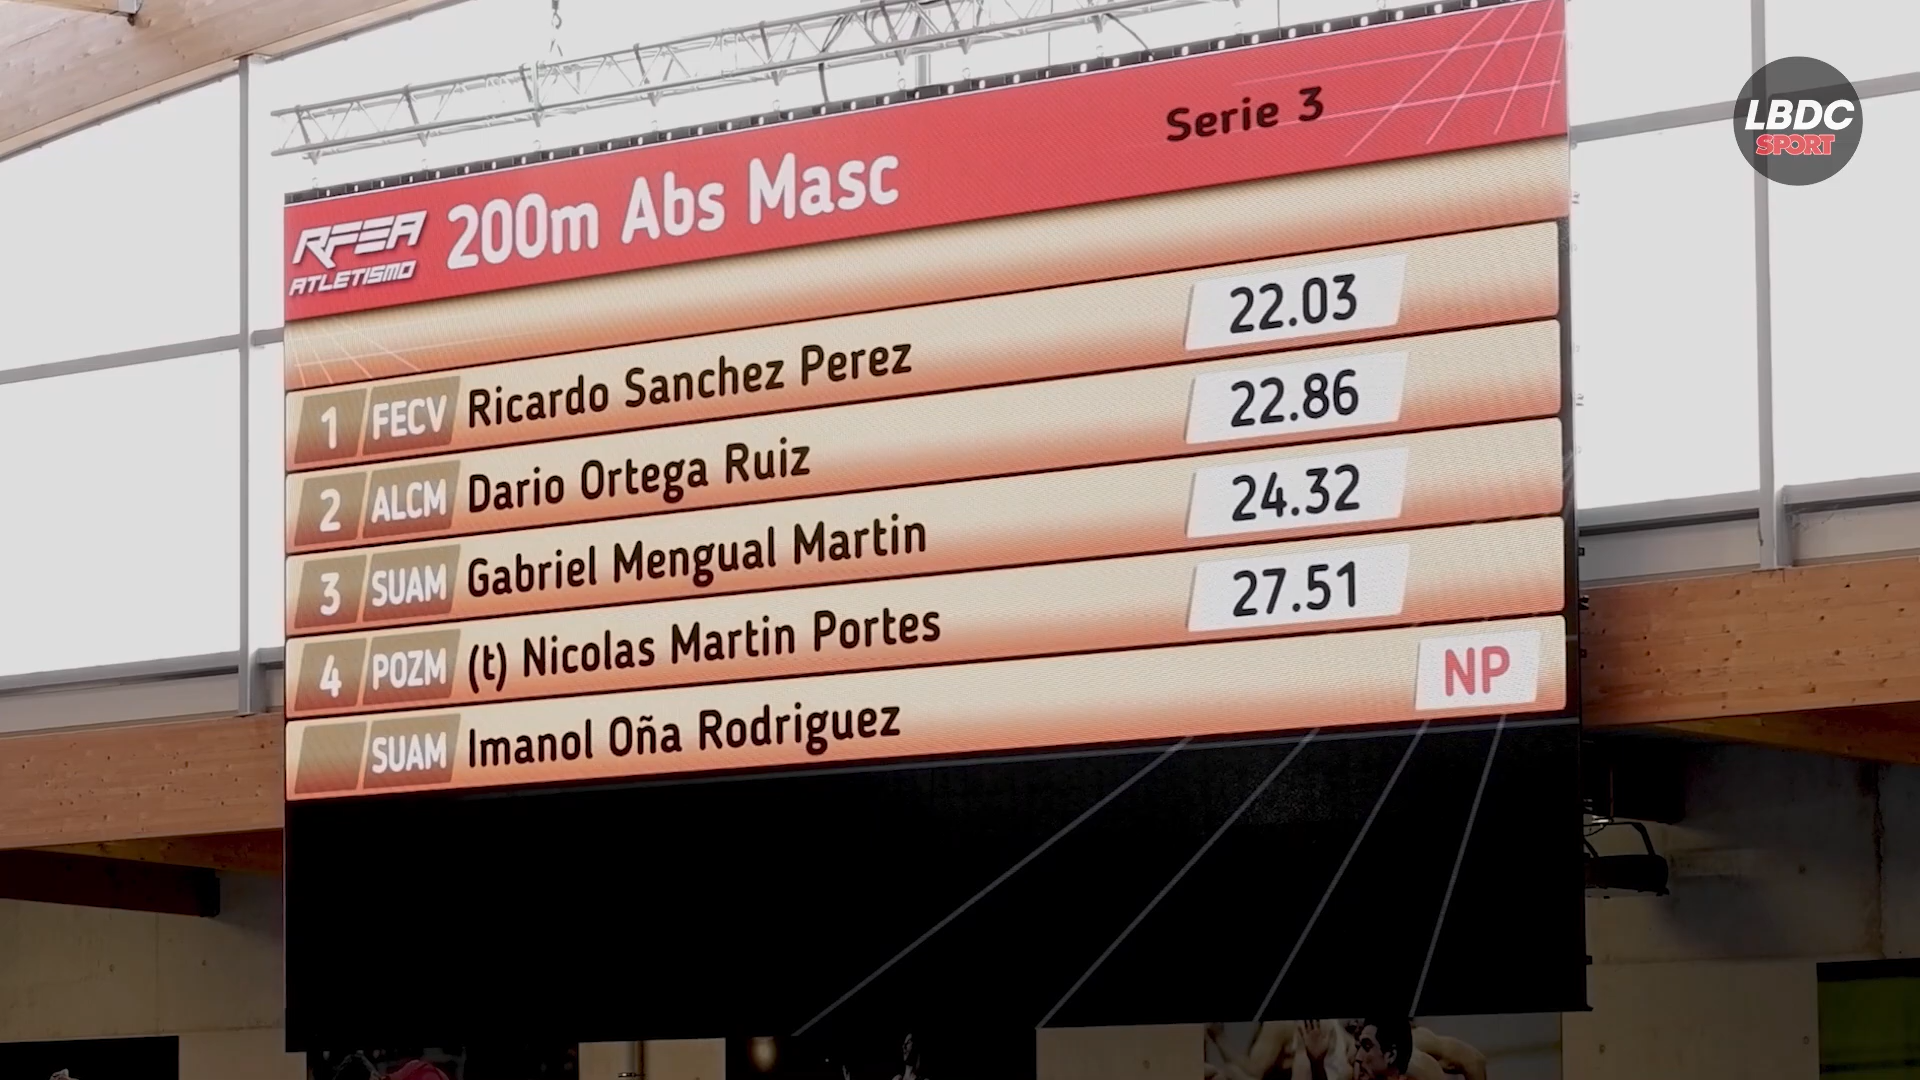 LBDC
SPORT
RFEA
ATLETISMO
200m Abs Masc
Serie 3
1 FECV Ricardo Sanchez Perez 22.03
2 ALCM Dario Ortega Ruiz 22.86
3 SUAM Gabriel Mengual Martin 24.32
4 POZM (t) Nicolas Martin Portes 27.51
SUAM Imanol Oña Rodriguez NP